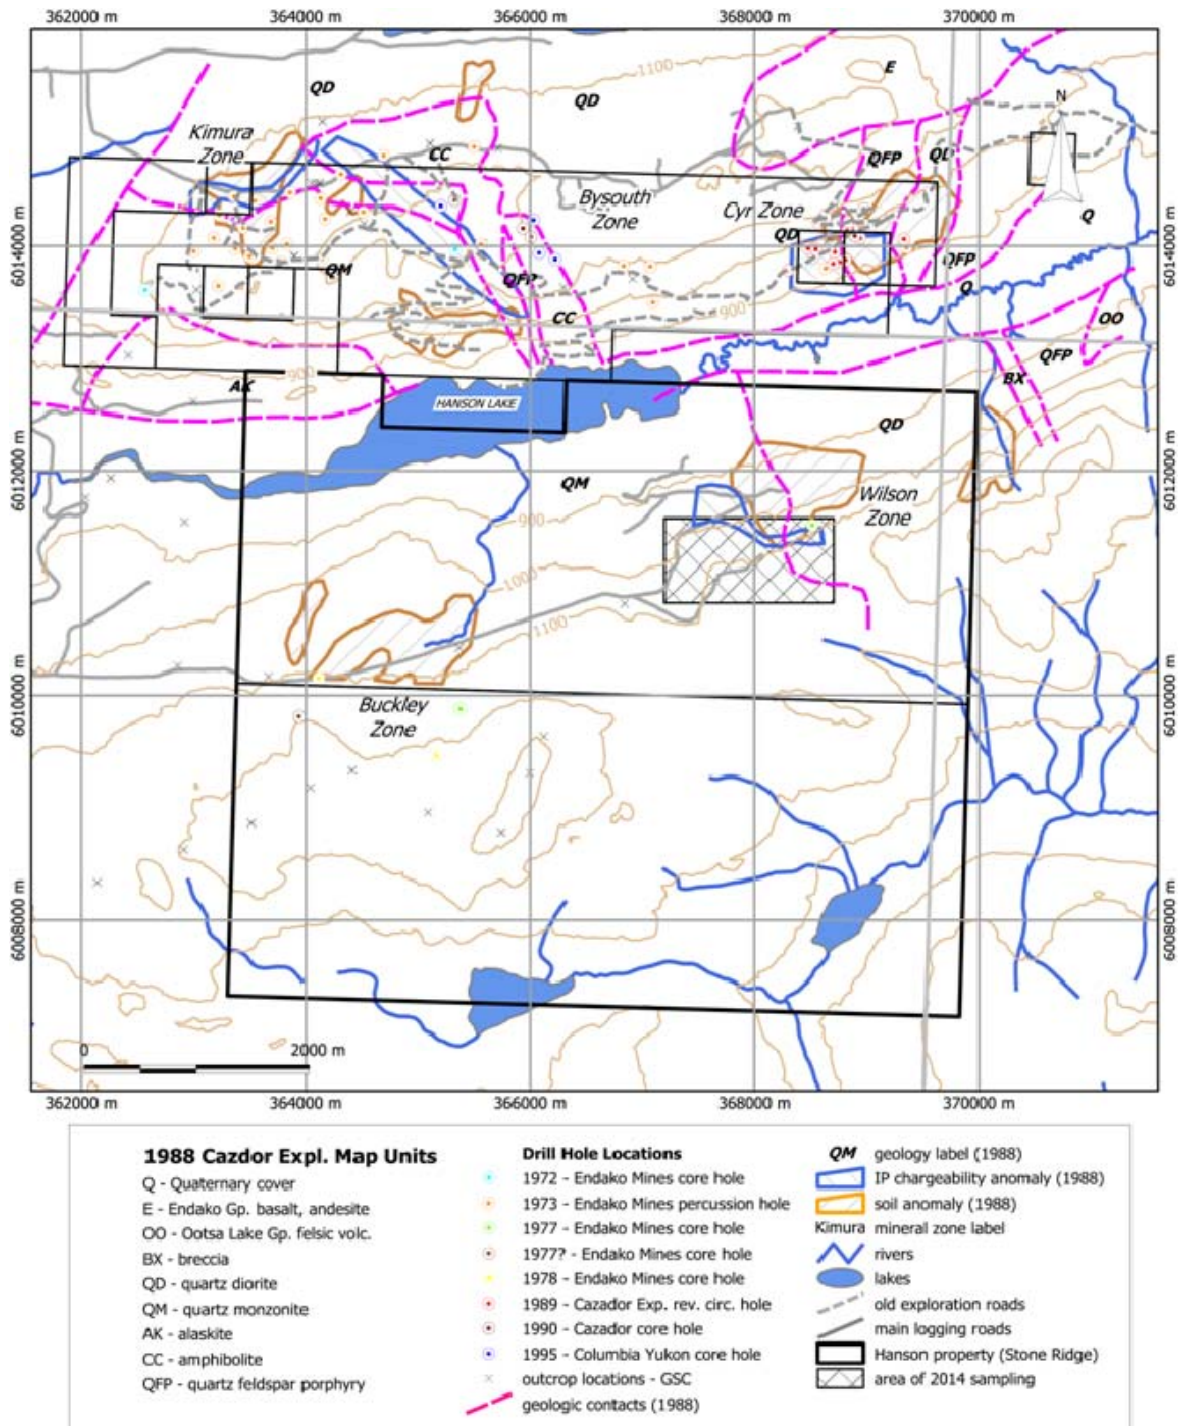 362000 m 364000 m 366000 m 368000 m 370000 m
1100
E
QD
QD
N
Kimura
Zone
CC
QFP
QD
Bysouth
Zone
Cyr Zone
Q
QD
6014000 m
6014000 m
QM
QFP
QFP
Q
900
CC
OO
QFP
900
AK
BX
HANSON LAKE
QD
6012000 m
6012000 m
QM
Wilson
Zone
900
1000
1100
6010000 m
6010000 m
Buckley
Zone
6008000 m
6008000 m
0 2000 m
362000 m 364000 m 366000 m 368000 m 370000 m
1988 Cazdor Expl. Map Units
Q - Quaternary cover
E - Endako Gp. basalt, andesite
OO - Ootsa Lake Gp. felsic volc.
BX - breccia
QD - quartz diorite
QM - quartz monzonite
AK - alaskite
CC - amphibolite
QFP - quartz feldspar porphyry
Drill Hole Locations
1972 - Endako Mines core hole
1973 - Endako Mines percussion hole
1977 - Endako Mines core hole
1977? - Endako Mines core hole
1978 - Endako Mines core hole
1989 - Cazador Exp. rev. circ. hole
1990 - Cazador core hole
1995 - Columbia Yukon core hole
outcrop locations - GSC
geologic contacts (1988)
QM geology label (1988)
IP chargeability anomaly (1988)
soil anomaly (1988)
Kimura mineral zone label
rivers
lakes
old exploration roads
main logging roads
Hanson property (Stone Ridge)
area of 2014 sampling